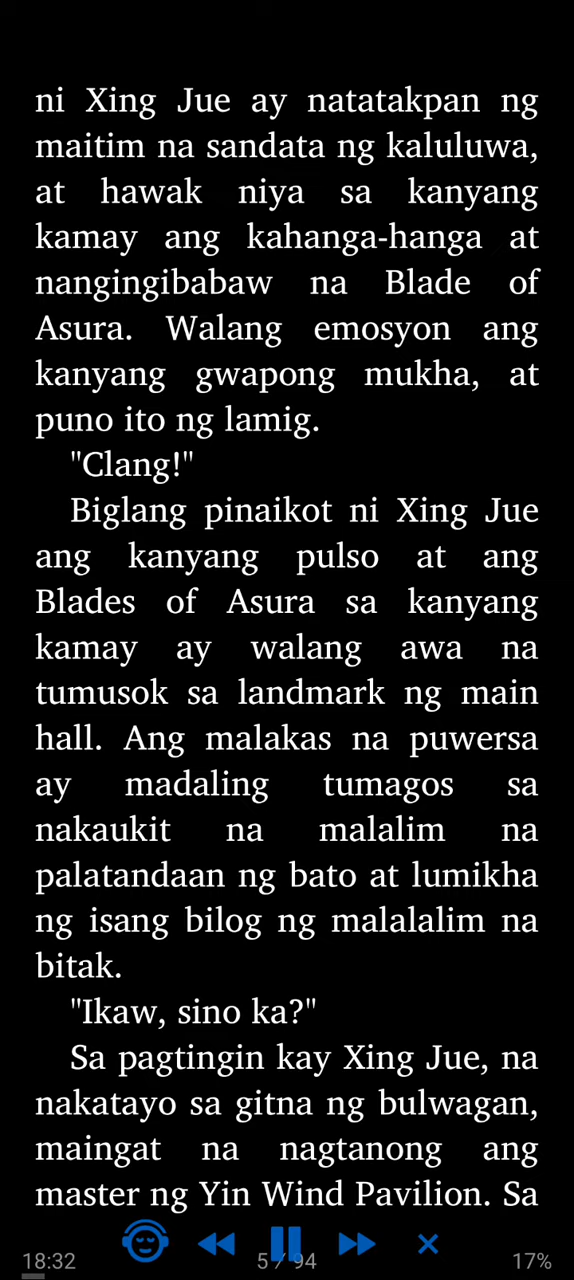 ni Xing Jue ay natatakpan ng
maitim na sandata ng kaluluwa,
at hawak niya sa kanyang
kamay ang kahanga-hanga at
nangingibabaw na Blade of
Asura. Walang emosyon ang
kanyang gwapong mukha, at
puno ito ng lamig.
"Clang!"
Biglang pinaikot ni Xing Jue
ang kanyang pulso at ang
Blades of Asura sa kanyang
kamay ay walang awa na
tumusok sa landmark ng main
hall. Ang malakas na puwersa
ay madaling tumagos sa
nakaukit na malalim na
palatandaan ng bato at lumikha
ng isang bilog ng malalalim na
bitak.
"Ikaw, sino ka?"
Sa pagtingin kay Xing Jue, na
nakatayo sa gitna ng bulwagan,
maingat na nagtanong ang
master ng Yin Wind Pavilion. Sa
18:32 5 / 94 17%